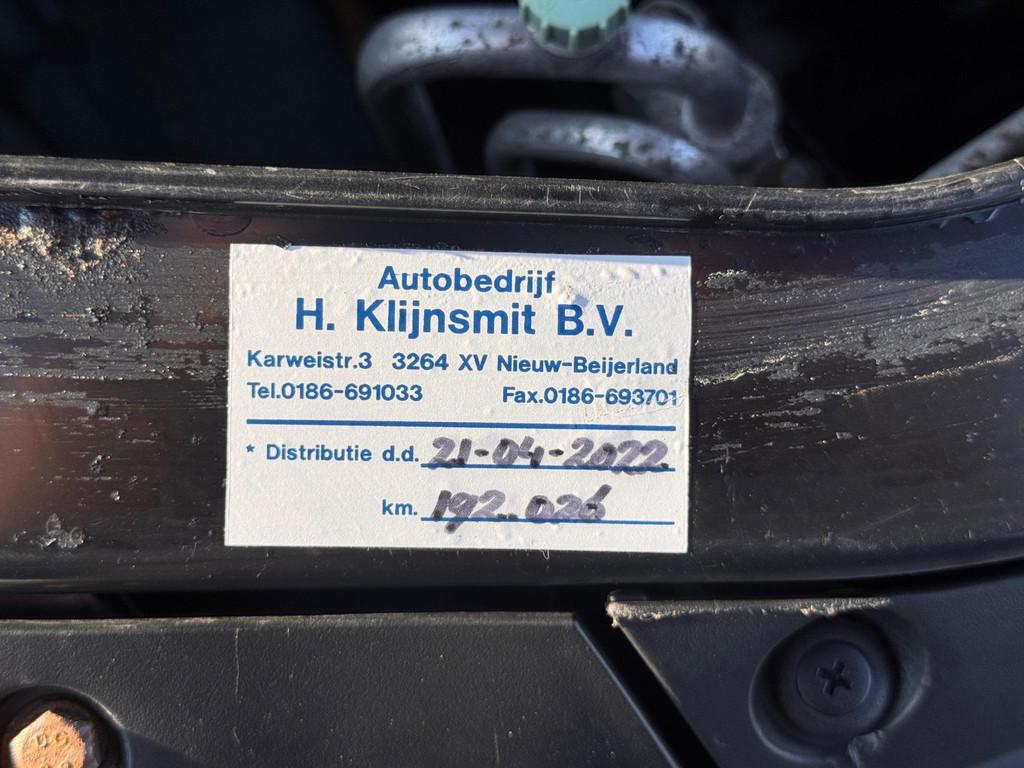 Autobedrijf
H. Klijnsmit B.V.
Karweistr.3 3264 XV Nieuw-Beijerland
Tel.0186-691033 Fax.0186-693701
* Distributie d.d. 21-04-2022
km. 192.026